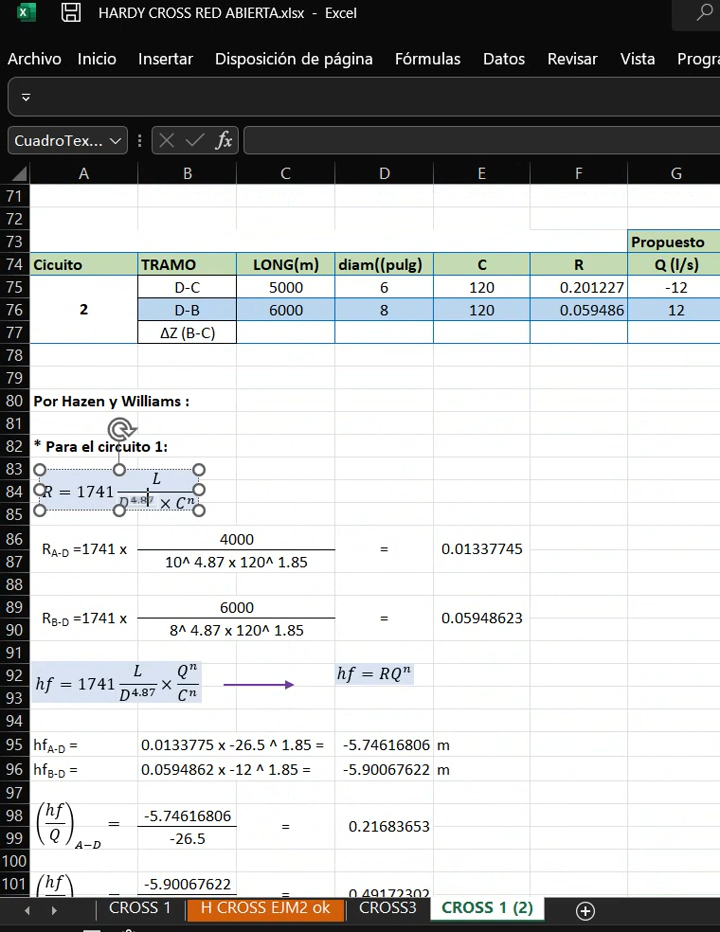 HARDY CROSS RED ABIERTA.xlsx - Excel
Archivo Inicio Insertar Disposición de página Fórmulas Datos Revisar Vista Progra
CuadroTex... fx
A B C D E F G
71
72
73 Propuesto
74 Cicuito TRAMO LONG(m) diam((pulg) C R Q (l/s)
75 D-C 5000 6 120 0.201227 -12
76 2 D-B 6000 8 120 0.059486 12
77 ΔZ (B-C)
78
79
80 Por Hazen y Williams :
81
82 * Para el circuito 1:
83 L
84 R = 1741
85 D^4.87 × C^n
86 4000
R_A-D =1741 x = 0.01337745
87 10^ 4.87 x 120^ 1.85
88
89 6000
R_B-D =1741 x = 0.05948623
90 8^ 4.87 x 120^ 1.85
91
92 L Q^n hf = RQ^n
hf = 1741 ×
93 D^4.87 C^n
94
95 hf_A-D = 0.0133775 x -26.5 ^ 1.85 = -5.74616806 m
96 hf_B-D = 0.0594862 x -12 ^ 1.85 = -5.90067622 m
97
98 (hf -5.74616806
= = 0.21683653
99 Q)_A-D -26.5
100
101 (hf) -5.90067622
= = 0.49172302
CROSS 1 H CROSS EJM2 ok CROSS3 CROSS 1 (2)